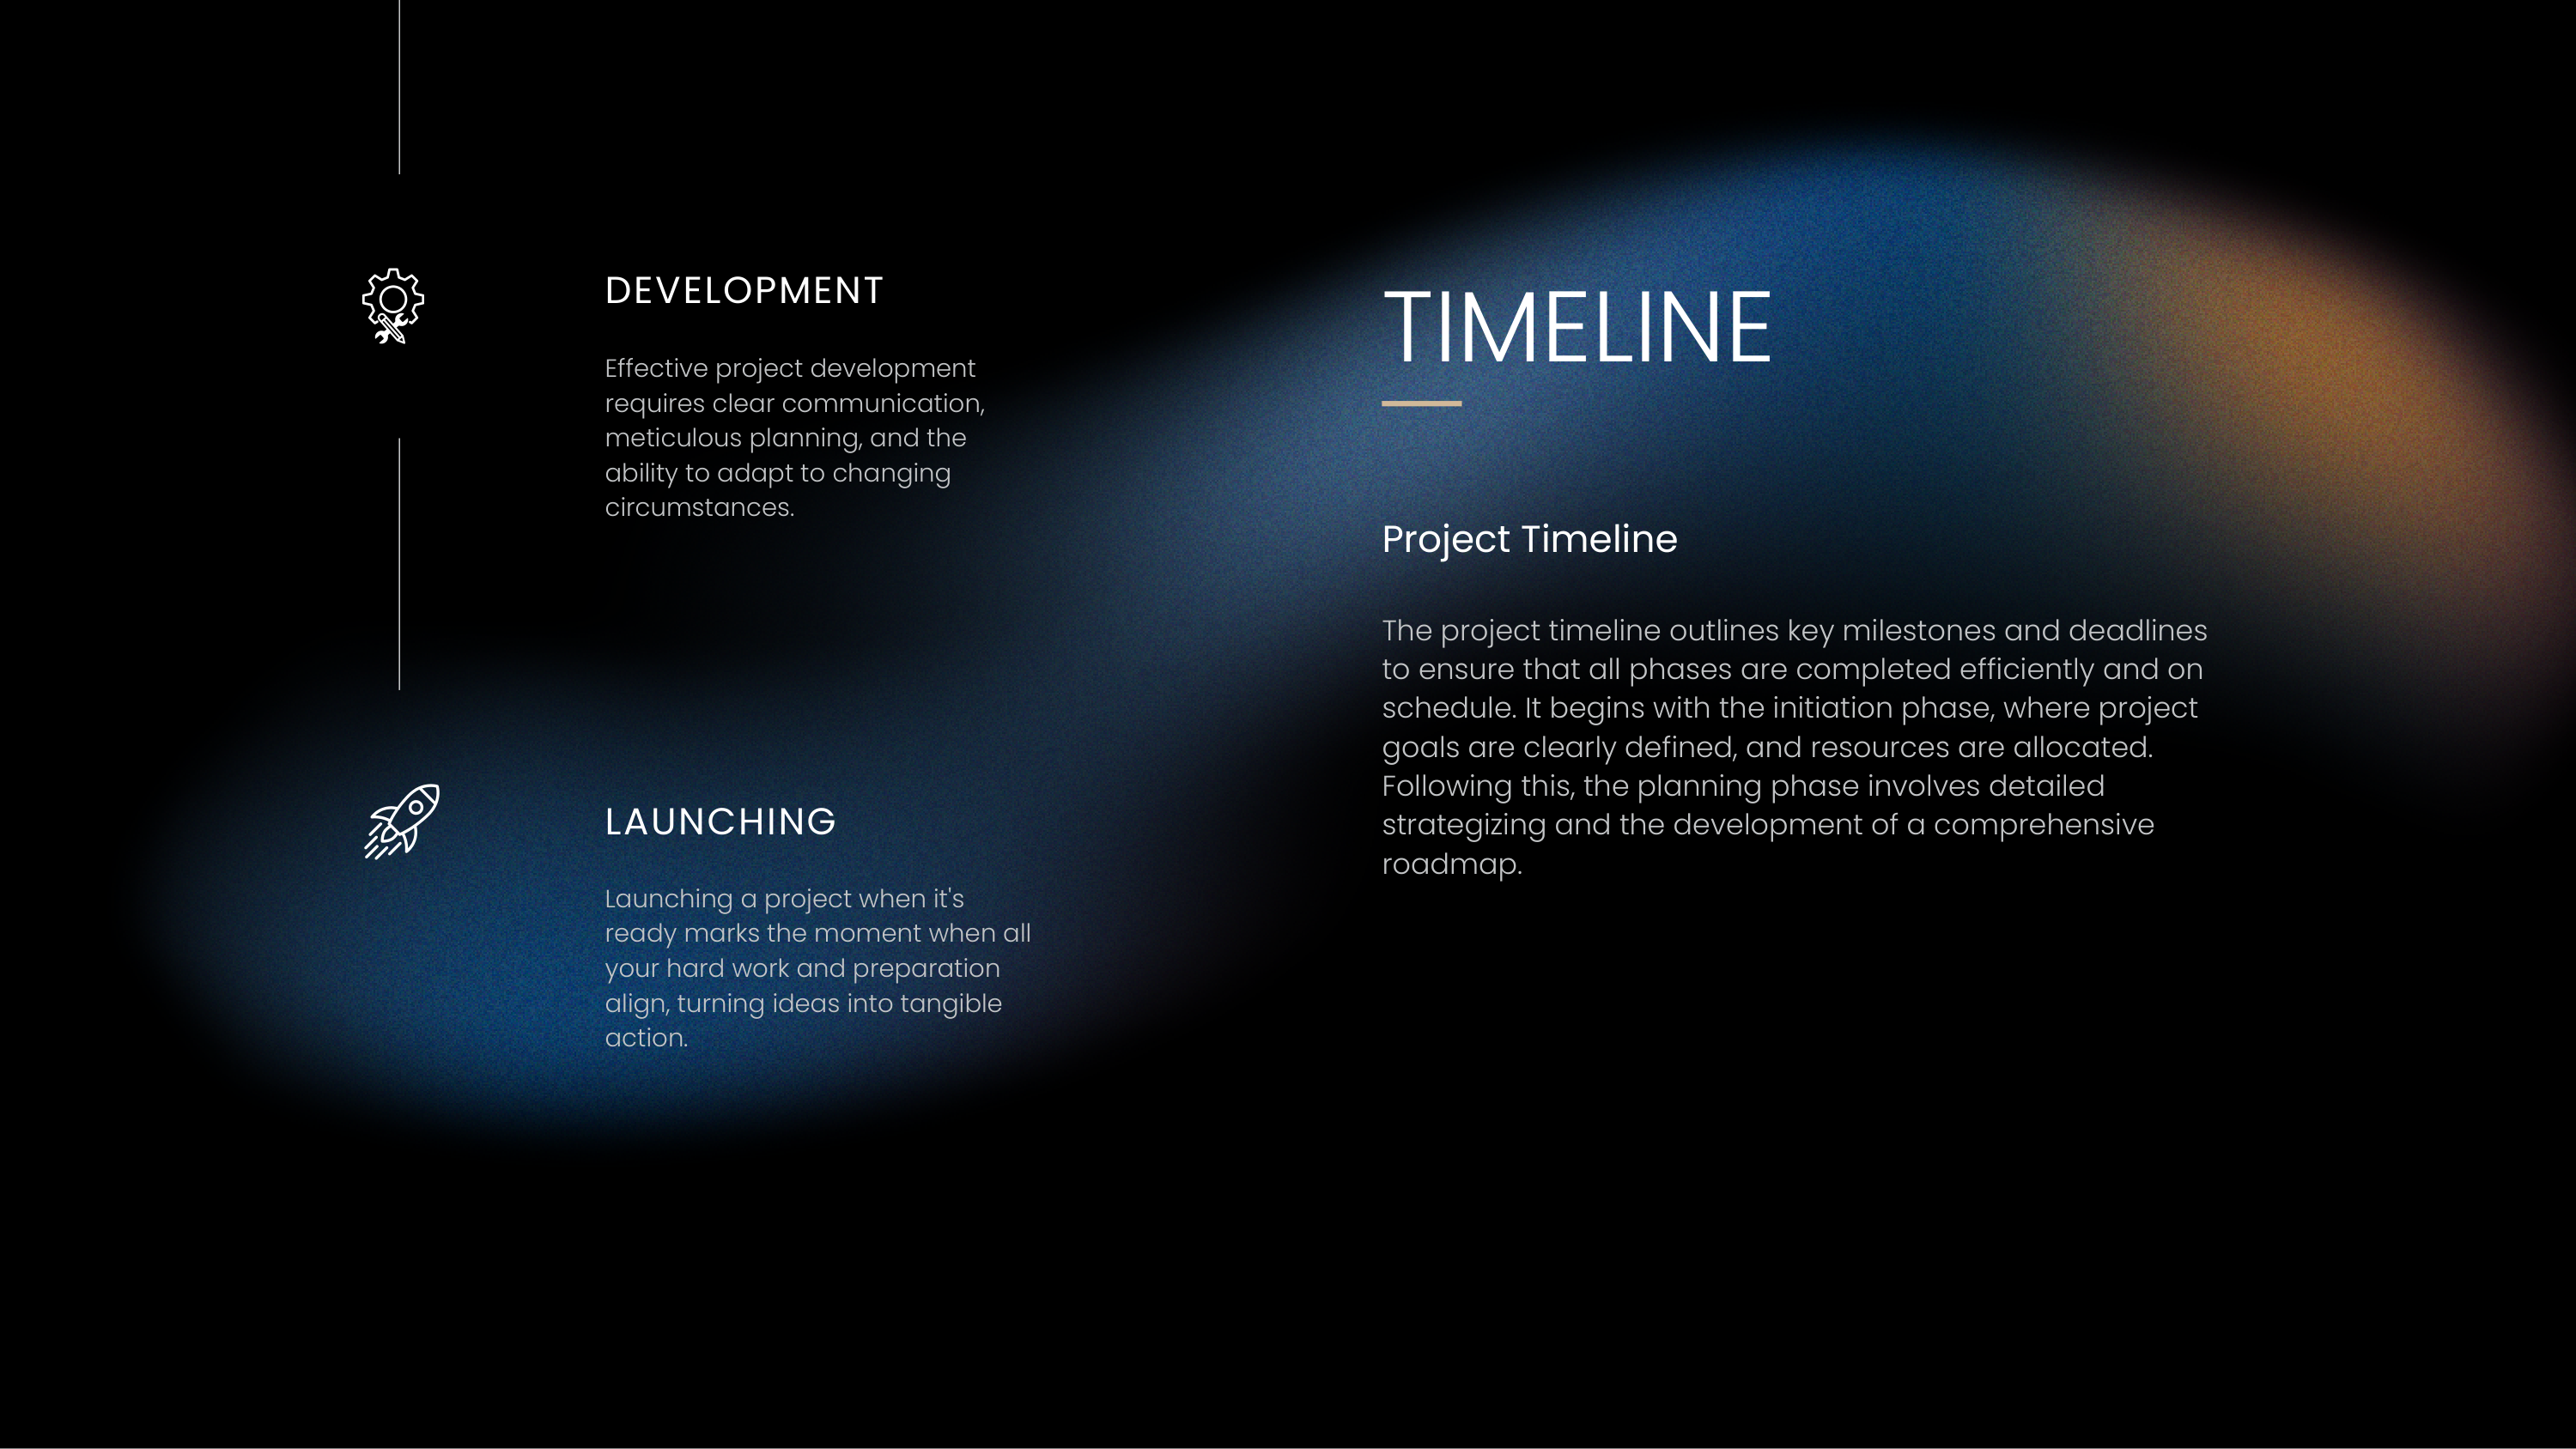 DEVELOPMENT
Effective project development
requires clear communication,
meticulous planning, and the
ability to adapt to changing
circumstances.
LAUNCHING
Launching a project when it's
ready marks the moment when all
your hard work and preparation
align, turning ideas into tangible
action.
TIMELINE
Project Timeline
The project timeline outlines key milestones and deadlines
to ensure that all phases are completed efficiently and on
schedule. It begins with the initiation phase, where project
goals are clearly defined, and resources are allocated.
Following this, the planning phase involves detailed
strategizing and the development of a comprehensive
roadmap.